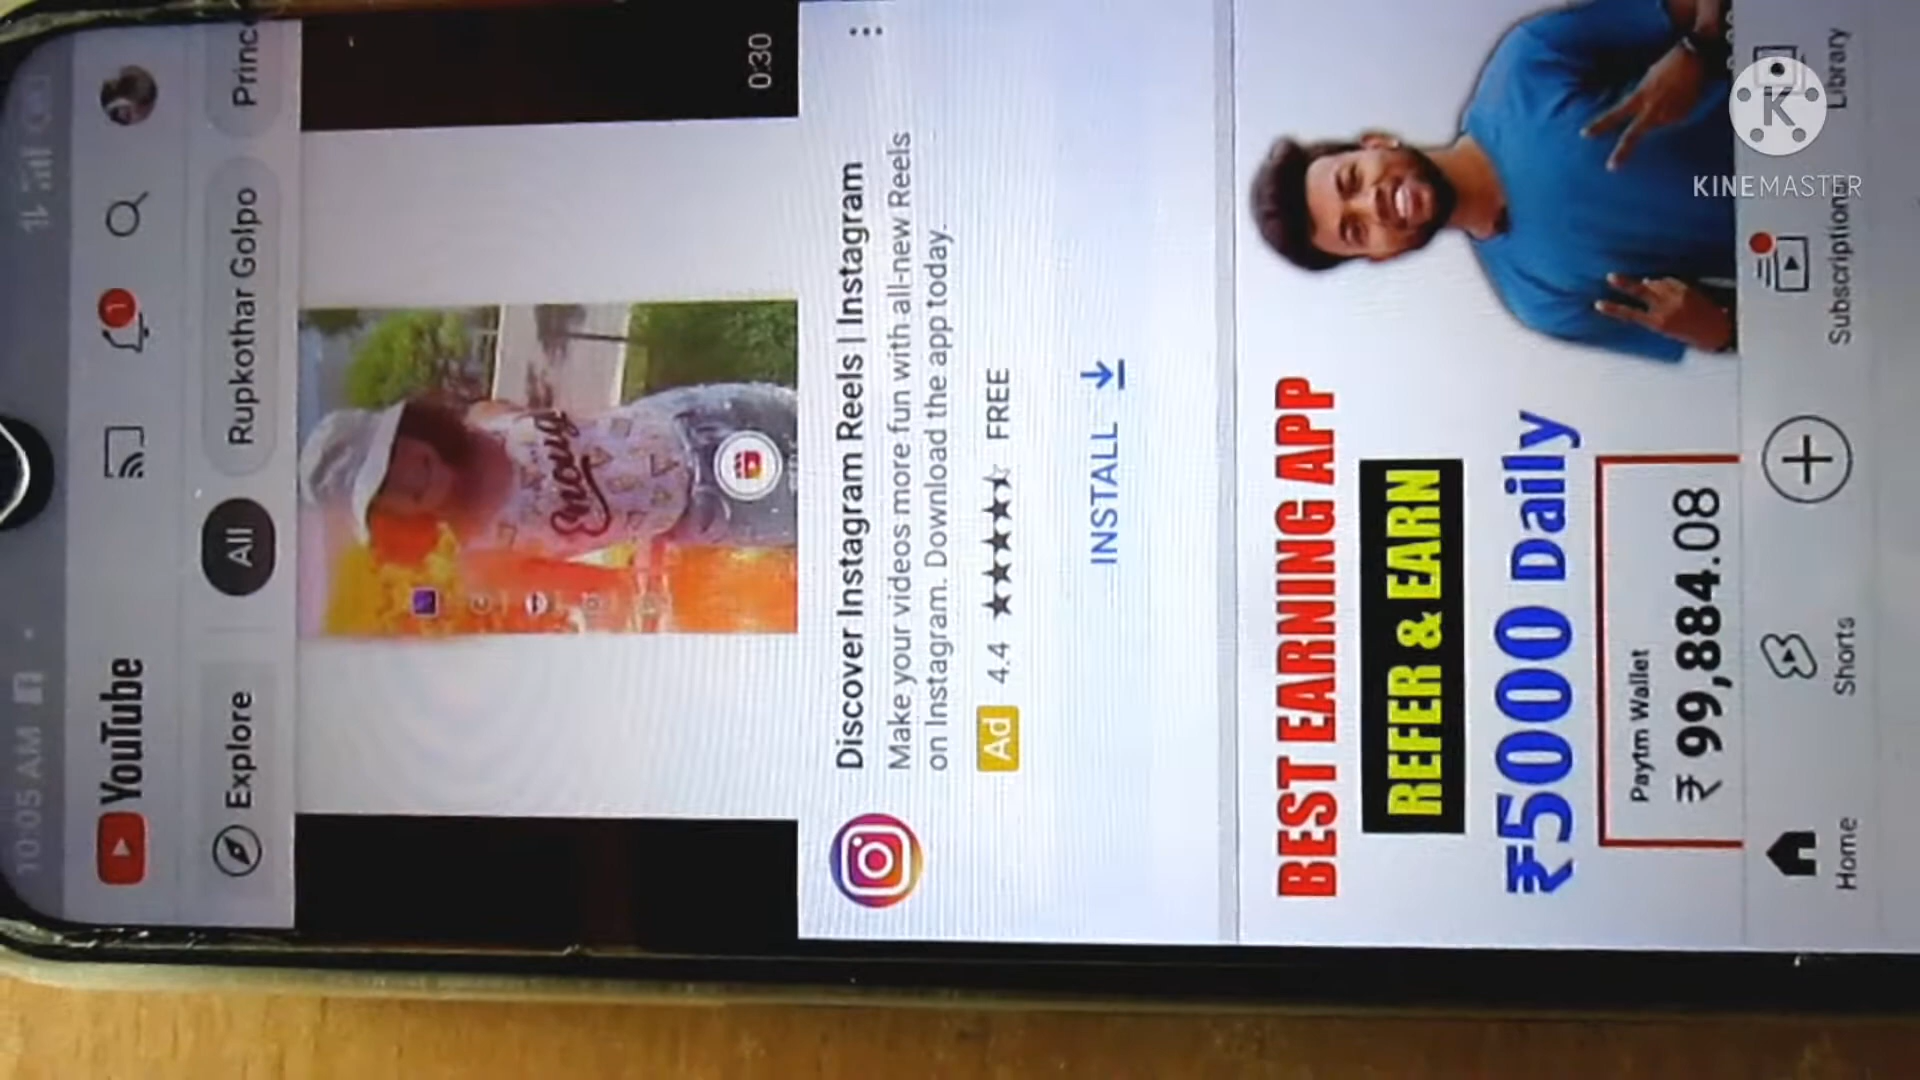 10:05 AM
YouTube
1
Explore
All
Rupkothar Golpo
Princ
Enoug
0:30
Discover Instagram Reels | Instagram
Make your videos more fun with all-new Reels
on Instagram. Download the app today.
Ad 4.4 ★★★★☆ FREE
INSTALL
BEST EARNING APP
REFER & EARN
₹5000 Daily
Paytm Wallet
₹ 99,884.08
Home
Shorts
Subscriptions
Library
K
KINEMASTER